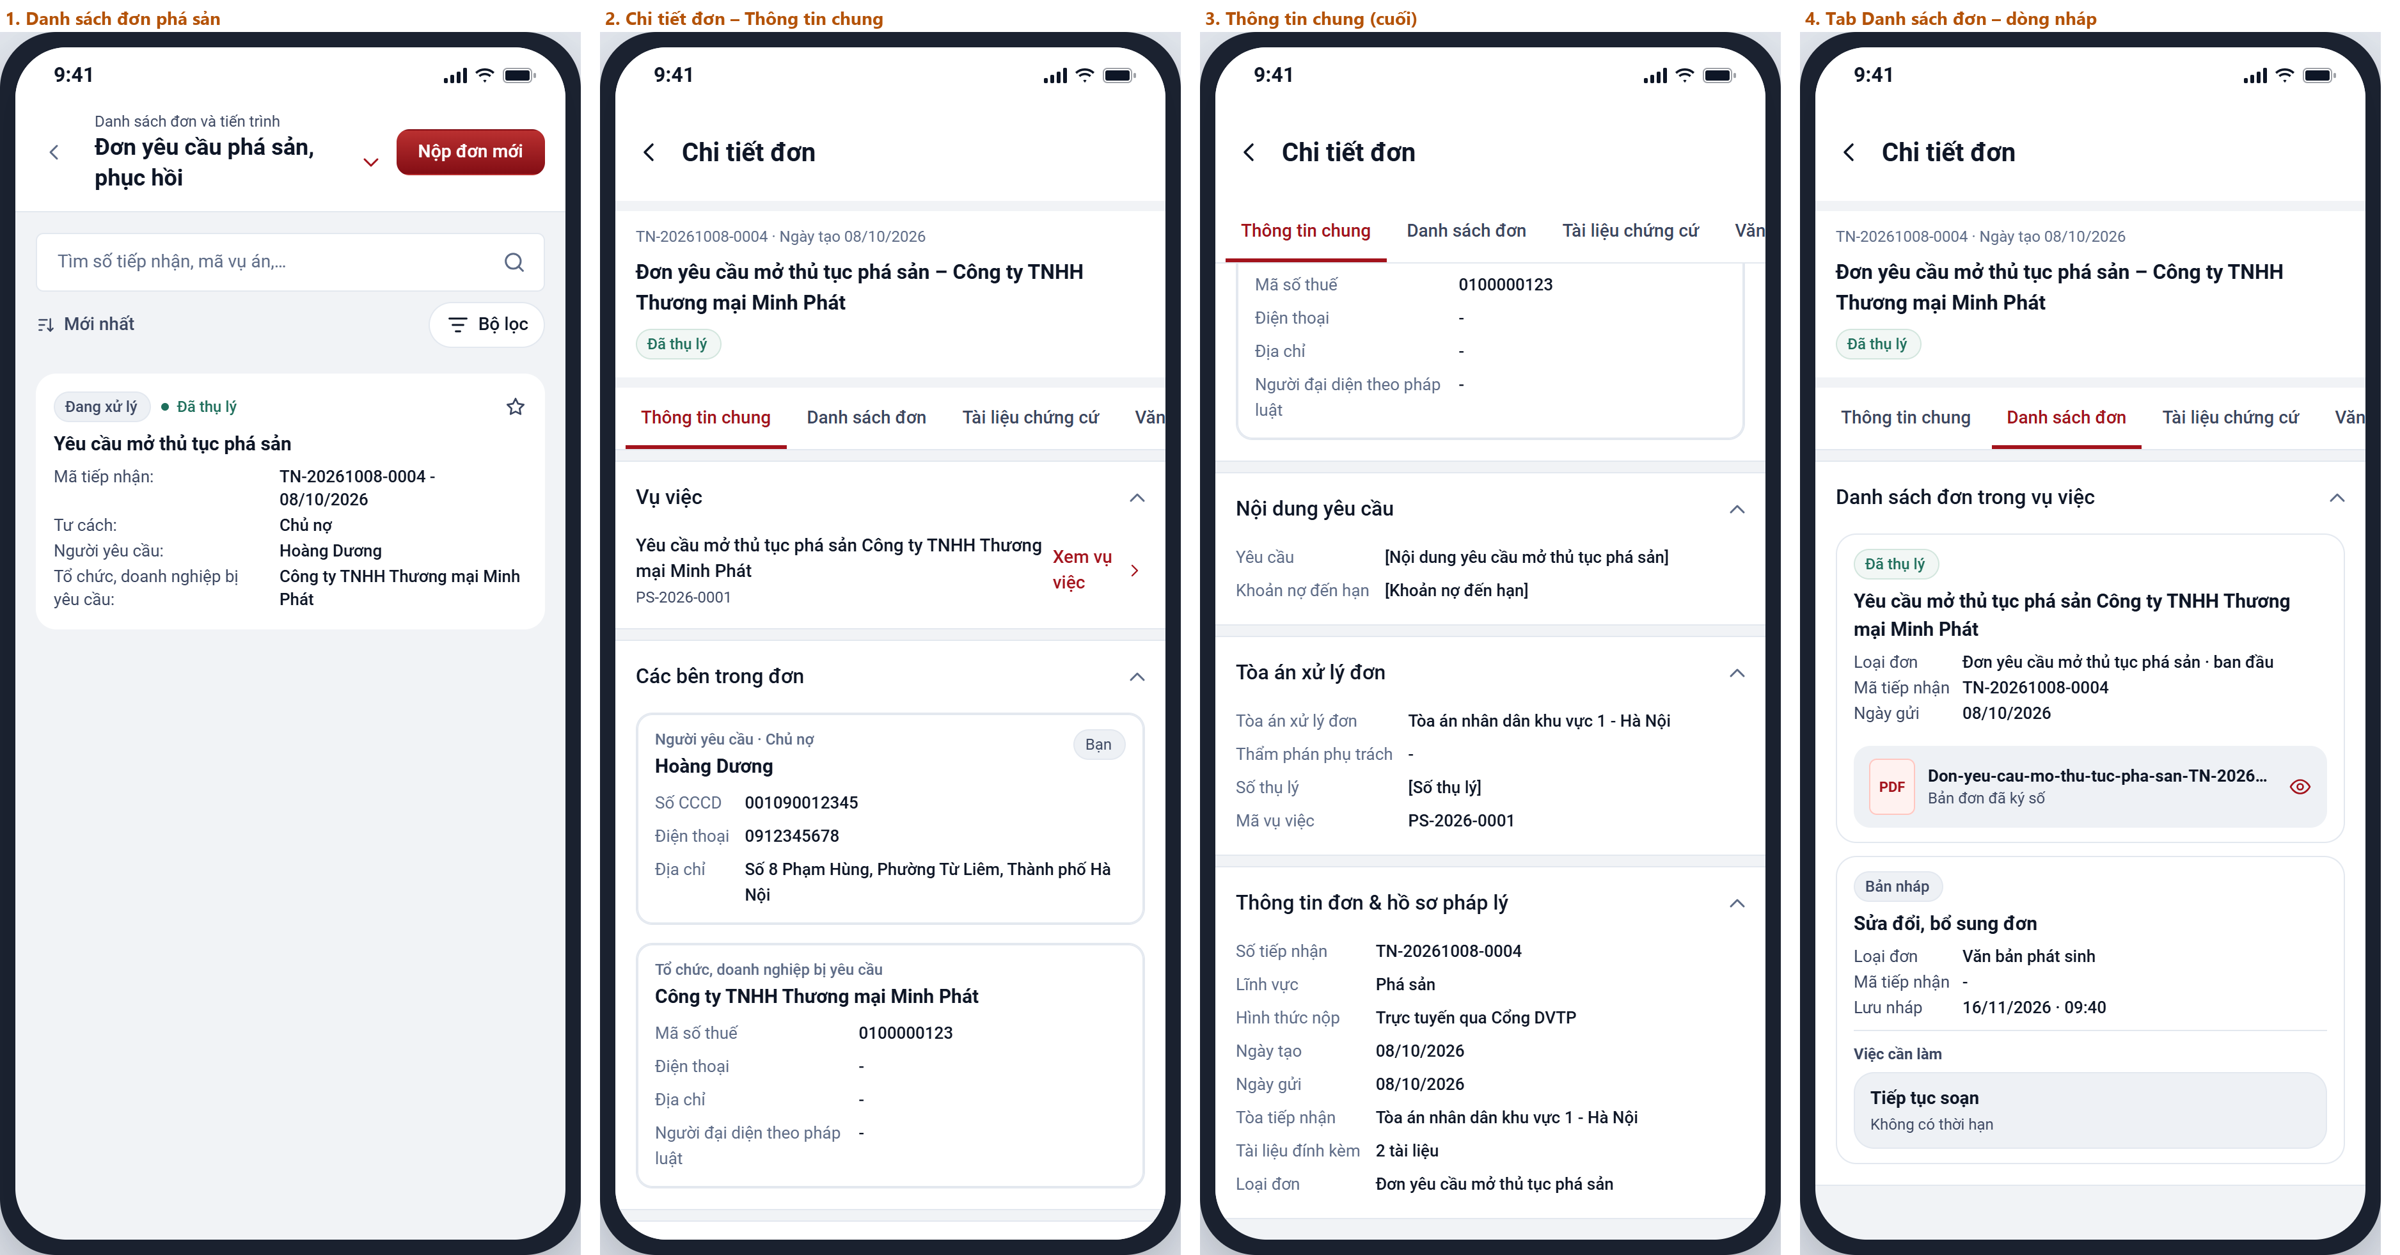 1. Danh sách đơn phá sản
9:41
Danh sách đơn và tiến trình
Đơn yêu cầu phá sản,
phục hồi
Nộp đơn mới
Tìm số tiếp nhận, mã vụ án,...
Mới nhất
Bộ lọc
Đang xử lý
Đã thụ lý
Yêu cầu mở thủ tục phá sản
Mã tiếp nhận: TN-20261008-0004 -
08/10/2026
Tư cách: Chủ nợ
Người yêu cầu: Hoàng Dương
Tổ chức, doanh nghiệp bị Công ty TNHH Thương mại Minh
yêu cầu: Phát
2. Chi tiết đơn – Thông tin chung
9:41
Chi tiết đơn
TN-20261008-0004 · Ngày tạo 08/10/2026
Đơn yêu cầu mở thủ tục phá sản – Công ty TNHH
Thương mại Minh Phát
Đã thụ lý
Thông tin chung Danh sách đơn Tài liệu chứng cứ Văn
Vụ việc
Yêu cầu mở thủ tục phá sản Công ty TNHH Thương
mại Minh Phát
PS-2026-0001
Xem vụ
việc
Các bên trong đơn
Người yêu cầu · Chủ nợ
Bạn
Hoàng Dương
Số CCCD 001090012345
Điện thoại 0912345678
Địa chỉ Số 8 Phạm Hùng, Phường Từ Liêm, Thành phố Hà
Nội
Tổ chức, doanh nghiệp bị yêu cầu
Công ty TNHH Thương mại Minh Phát
Mã số thuế 0100000123
Điện thoại -
Địa chỉ -
Người đại diện theo pháp -
luật
3. Thông tin chung (cuối)
9:41
Chi tiết đơn
Thông tin chung Danh sách đơn Tài liệu chứng cứ Văn
Mã số thuế 0100000123
Điện thoại -
Địa chỉ -
Người đại diện theo pháp -
luật
Nội dung yêu cầu
Yêu cầu [Nội dung yêu cầu mở thủ tục phá sản]
Khoản nợ đến hạn [Khoản nợ đến hạn]
Tòa án xử lý đơn
Tòa án xử lý đơn Tòa án nhân dân khu vực 1 - Hà Nội
Thẩm phán phụ trách -
Số thụ lý [Số thụ lý]
Mã vụ việc PS-2026-0001
Thông tin đơn & hồ sơ pháp lý
Số tiếp nhận TN-20261008-0004
Lĩnh vực Phá sản
Hình thức nộp Trực tuyến qua Cổng DVTP
Ngày tạo 08/10/2026
Ngày gửi 08/10/2026
Tòa tiếp nhận Tòa án nhân dân khu vực 1 - Hà Nội
Tài liệu đính kèm 2 tài liệu
Loại đơn Đơn yêu cầu mở thủ tục phá sản
4. Tab Danh sách đơn – dòng nháp
9:41
Chi tiết đơn
TN-20261008-0004 · Ngày tạo 08/10/2026
Đơn yêu cầu mở thủ tục phá sản – Công ty TNHH
Thương mại Minh Phát
Đã thụ lý
Thông tin chung Danh sách đơn Tài liệu chứng cứ Văn
Danh sách đơn trong vụ việc
Đã thụ lý
Yêu cầu mở thủ tục phá sản Công ty TNHH Thương
mại Minh Phát
Loại đơn Đơn yêu cầu mở thủ tục phá sản · ban đầu
Mã tiếp nhận TN-20261008-0004
Ngày gửi 08/10/2026
PDF
Don-yeu-cau-mo-thu-tuc-pha-san-TN-2026...
Bản đơn đã ký số
Bản nháp
Sửa đổi, bổ sung đơn
Loại đơn Văn bản phát sinh
Mã tiếp nhận -
Lưu nháp 16/11/2026 · 09:40
Việc cần làm
Tiếp tục soạn
Không có thời hạn